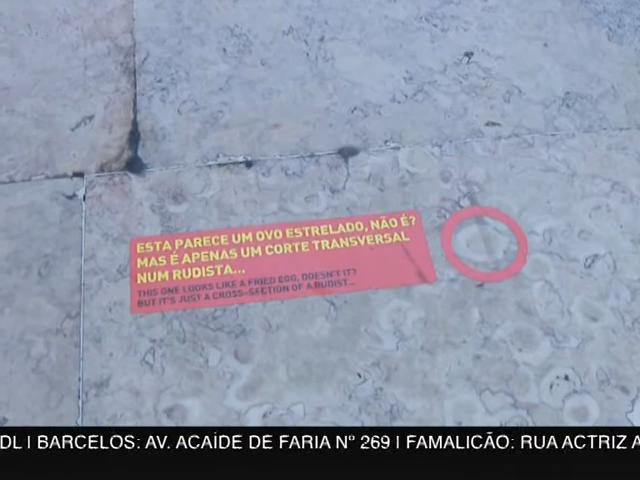 ESTA PARECE UM OVO ESTRELADO, NÃO É?
MAS É APENAS UM CORTE TRANSVERSAL
NUM RUDISTA...
THIS ONE LOOKS LIKE A FRIED EGG, DOESN'T IT?
BUT IT'S JUST A CROSS-SECTION OF A RUDIST...
DL | BARCELOS: AV. ACAÍDE DE FARIA Nº 269 | FAMALICÃO: RUA ACTRIZ A